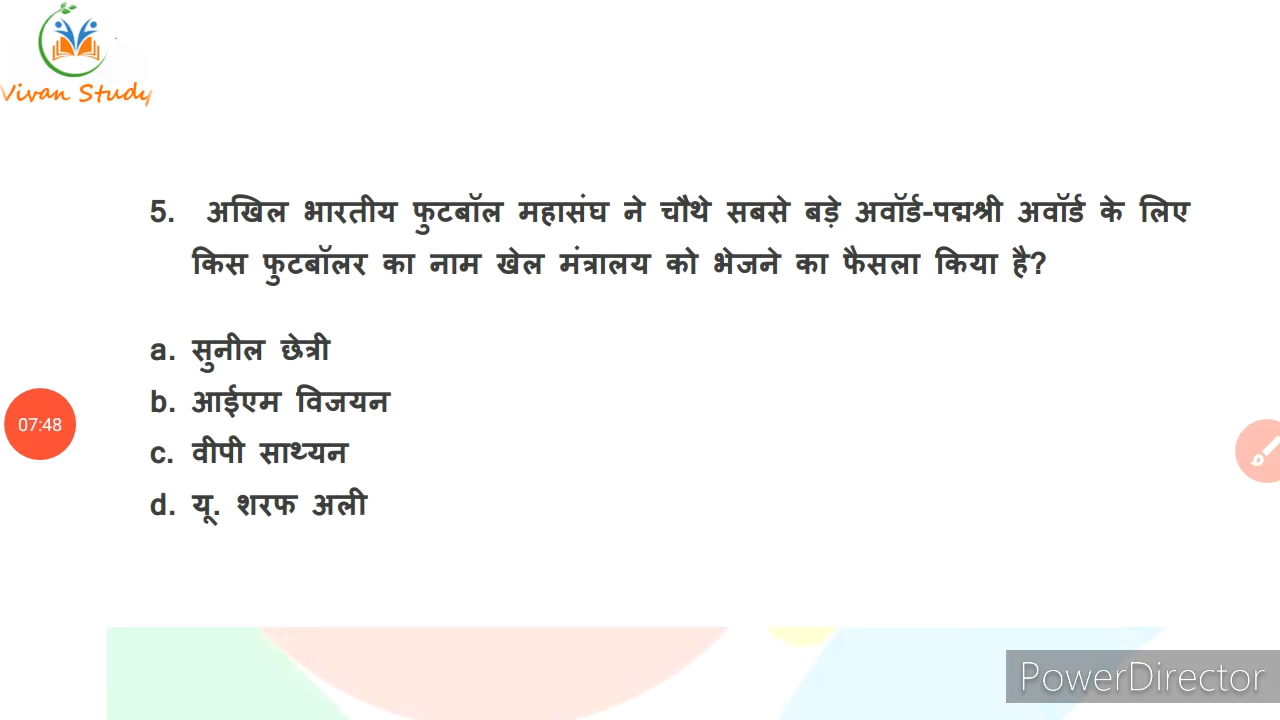 Vivan Study
5. अखिल भारतीय फुटबॉल महासंघ ने चौथे सबसे बड़े अवॉर्ड-पद्मश्री अवॉर्ड के लिए
किस फुटबॉलर का नाम खेल मंत्रालय को भेजने का फैसला किया है?
a. सुनील छेत्री
b. आईएम विजयन
07:48
c. वीपी साथ्यन
d. यू. शरफ अली
PowerDirector